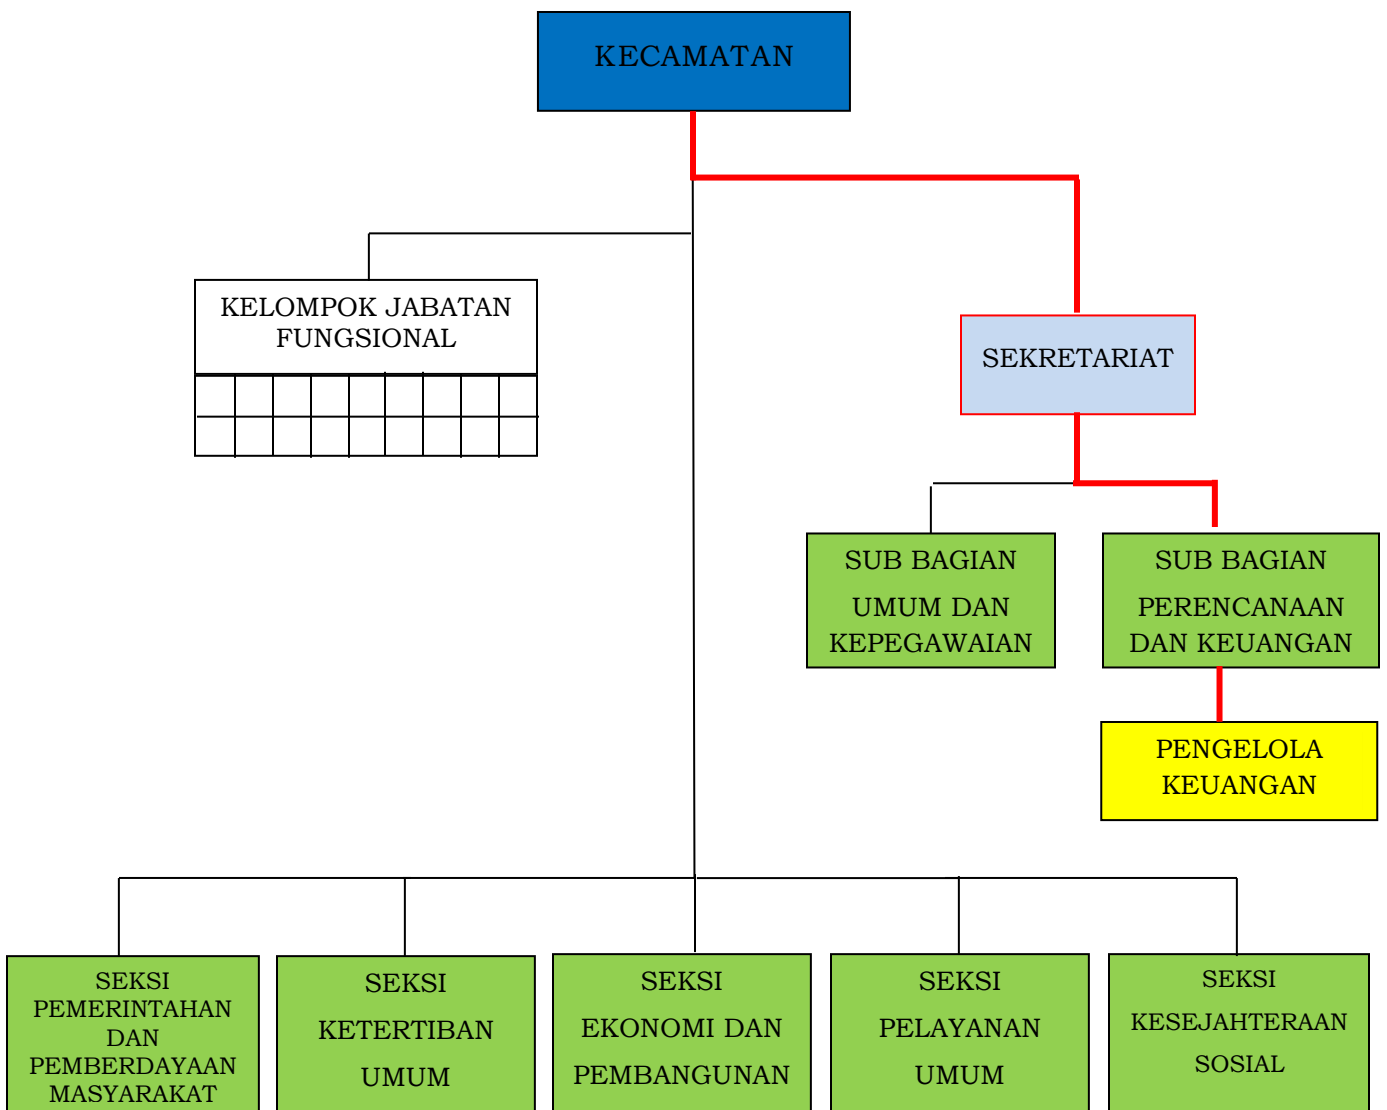 KECAMATAN
KELOMPOK JABATAN
FUNGSIONAL
SEKRETARIAT
SUB BAGIAN
UMUM DAN
KEPEGAWAIAN
SUB BAGIAN
PERENCANAAN
DAN KEUANGAN
PENGELOLA
KEUANGAN
SEKSI
PEMERINTAHAN
DAN
PEMBERDAYAAN
MASYARAKAT
SEKSI
KETERTIBAN
UMUM
SEKSI
EKONOMI DAN
PEMBANGUNAN
SEKSI
PELAYANAN
UMUM
SEKSI
KESEJAHTERAAN
SOSIAL